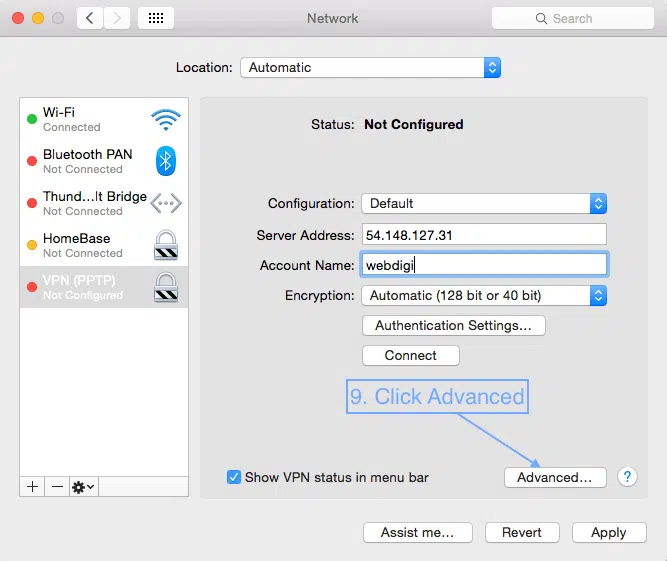 Network
Search
Location: Automatic
Wi-Fi
Connected
Bluetooth PAN
Not Connected
Thund...lt Bridge
Not Connected
HomeBase
Not Connected
VPN (PPTP)
Not Configured
Status: Not Configured
Configuration: Default
Server Address: 54.148.127.31
Account Name: webdigi
Encryption: Automatic (128 bit or 40 bit)
Authentication Settings...
Connect
9. Click Advanced
Show VPN status in menu bar
Advanced...
?
Assist me...
Revert
Apply